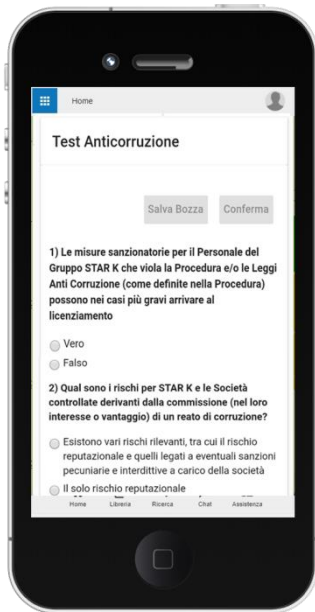 Home
Test Anticorruzione
Salva Bozza Conferma
1) Le misure sanzionatorie per il Personale del
Gruppo STAR K che viola la Procedura e/o le Leggi
Anti Corruzione (come definite nella Procedura)
possono nei casi più gravi arrivare al
licenziamento
Vero
Falso
2) Qual sono i rischi per STAR K e le Società
controllate derivanti dalla commissione (nel loro
interesse o vantaggio) di un reato di corruzione?
Esistono vari rischi rilevanti, tra cui il rischio
reputazionale e quelli legati a eventuali sanzioni
pecuniarie e interdittive a carico della società
Il solo rischio reputazionale
Home Libreria Ricerca Chat Assistenza